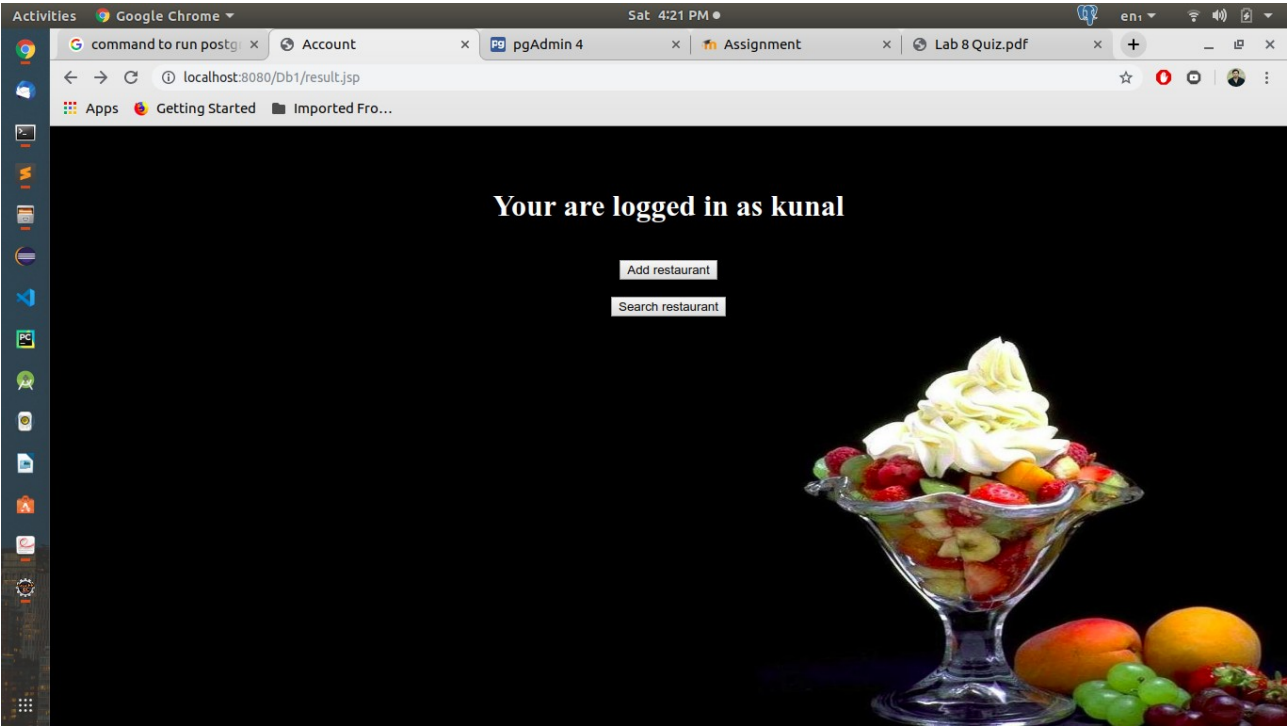 Activities Google Chrome Sat 4:21 PM en₁
command to run postg Account pgAdmin 4 Assignment Lab 8 Quiz.pdf
localhost:8080/Db1/result.jsp
Apps Getting Started Imported Fro...
Your are logged in as kunal
Add restaurant
Search restaurant